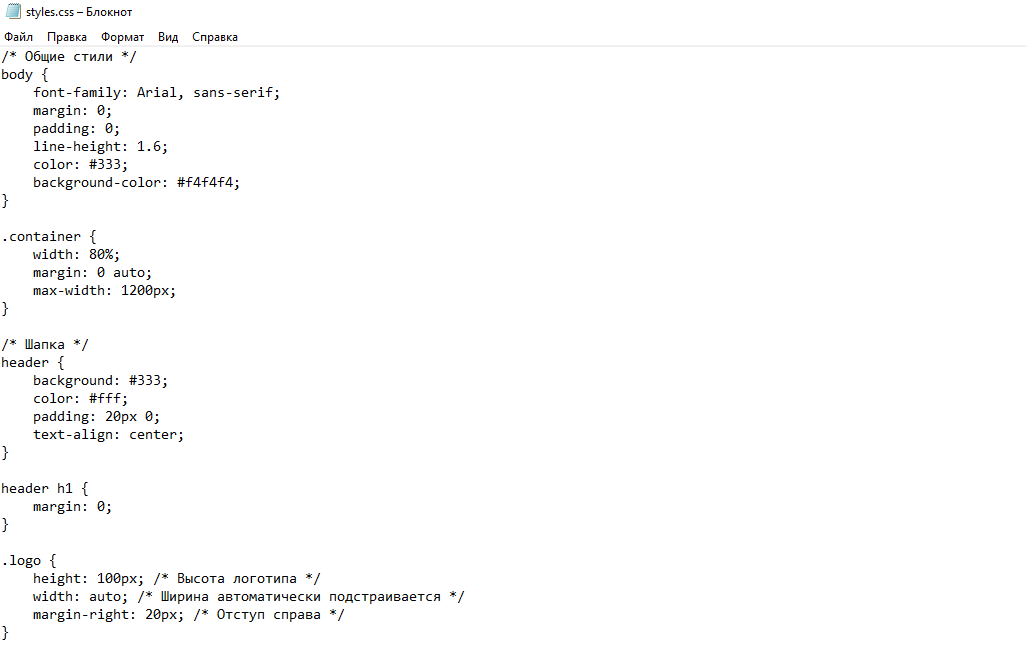 styles.css – Блокнот
Файл Правка Формат Вид Справка
/* Общие стили */
body {
    font-family: Arial, sans-serif;
    margin: 0;
    padding: 0;
    line-height: 1.6;
    color: #333;
    background-color: #f4f4f4;
}

.container {
    width: 80%;
    margin: 0 auto;
    max-width: 1200px;
}

/* Шапка */
header {
    background: #333;
    color: #fff;
    padding: 20px 0;
    text-align: center;
}

header h1 {
    margin: 0;
}

.logo {
    height: 100px; /* Высота логотипа */
    width: auto; /* Ширина автоматически подстраивается */
    margin-right: 20px; /* Отступ справа */
}